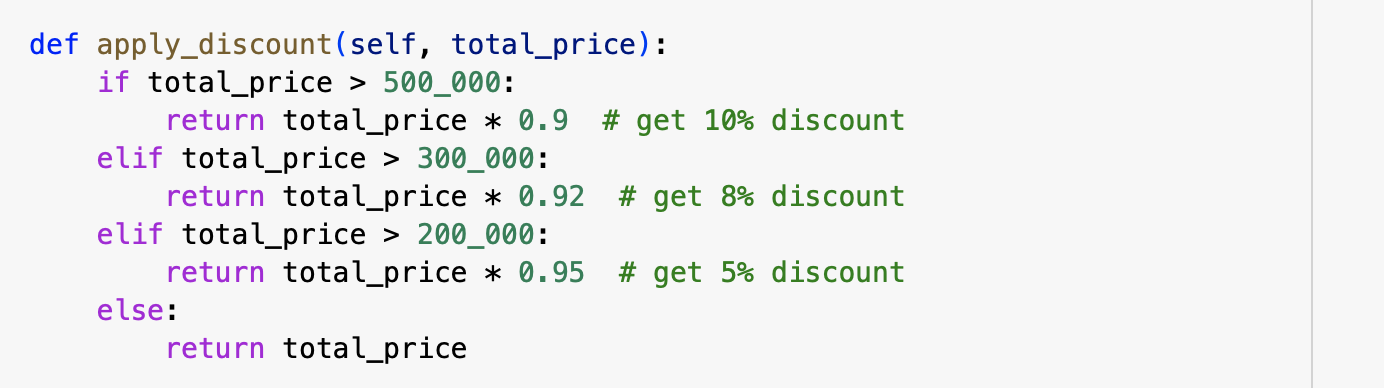 def apply_discount(self, total_price):
    if total_price > 500_000:
        return total_price * 0.9  # get 10% discount
    elif total_price > 300_000:
        return total_price * 0.92  # get 8% discount
    elif total_price > 200_000:
        return total_price * 0.95  # get 5% discount
    else:
        return total_price